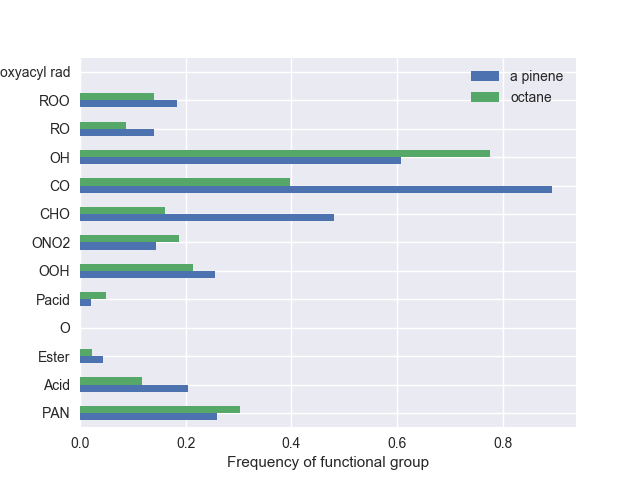 oxyacyl rad
ROO
RO
OH
CO
CHO
ONO2
OOH
Pacid
O
Ester
Acid
PAN
a pinene
octane
0.0 0.2 0.4 0.6 0.8
Frequency of functional group